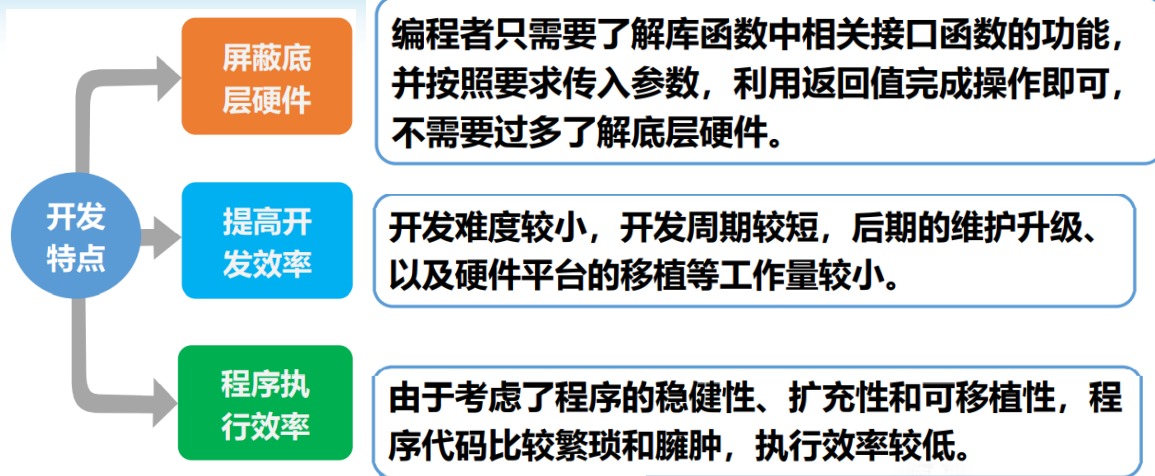 开发
特点
屏蔽底
层硬件
编程者只需要了解库函数中相关接口函数的功能，
并按照要求传入参数，利用返回值完成操作即可，
不需要过多了解底层硬件。
提高开
发效率
开发难度较小，开发周期较短，后期的维护升级、
以及硬件平台的移植等工作量较小。
程序执
行效率
由于考虑了程序的稳健性、扩充性和可移植性，程
序代码比较繁琐和臃肿，执行效率较低。